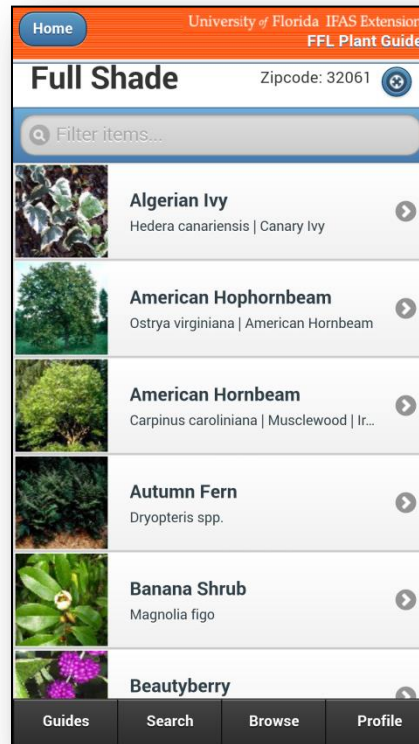 Home
University of Florida IFAS Extension
FFL Plant Guide
Full Shade
Zipcode: 32061
Filter items...
Algerian Ivy
Hedera canariensis | Canary Ivy
American Hophornbeam
Ostrya virginiana | American Hornbeam
American Hornbeam
Carpinus caroliniana | Musclewood | Ir...
Autumn Fern
Dryopteris spp.
Banana Shrub
Magnolia figo
Beautyberry
Guides Search Browse Profile